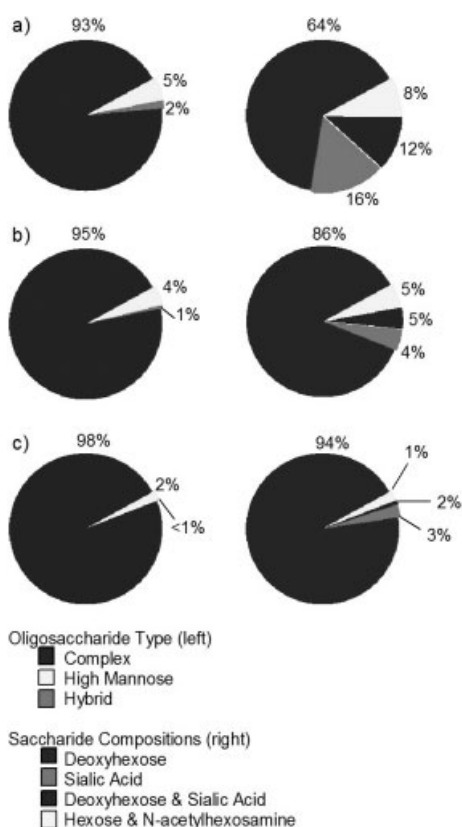 a)
93%
64%
5%
2%
8%
12%
16%
b)
95%
86%
4%
1%
5%
5%
4%
c)
98%
94%
2%
<1%
1%
2%
3%
Oligosaccharide Type (left)
Complex
High Mannose
Hybrid
Saccharide Compositions (right)
Deoxyhexose
Sialic Acid
Deoxyhexose & Sialic Acid
Hexose & N-acetylhexosamine